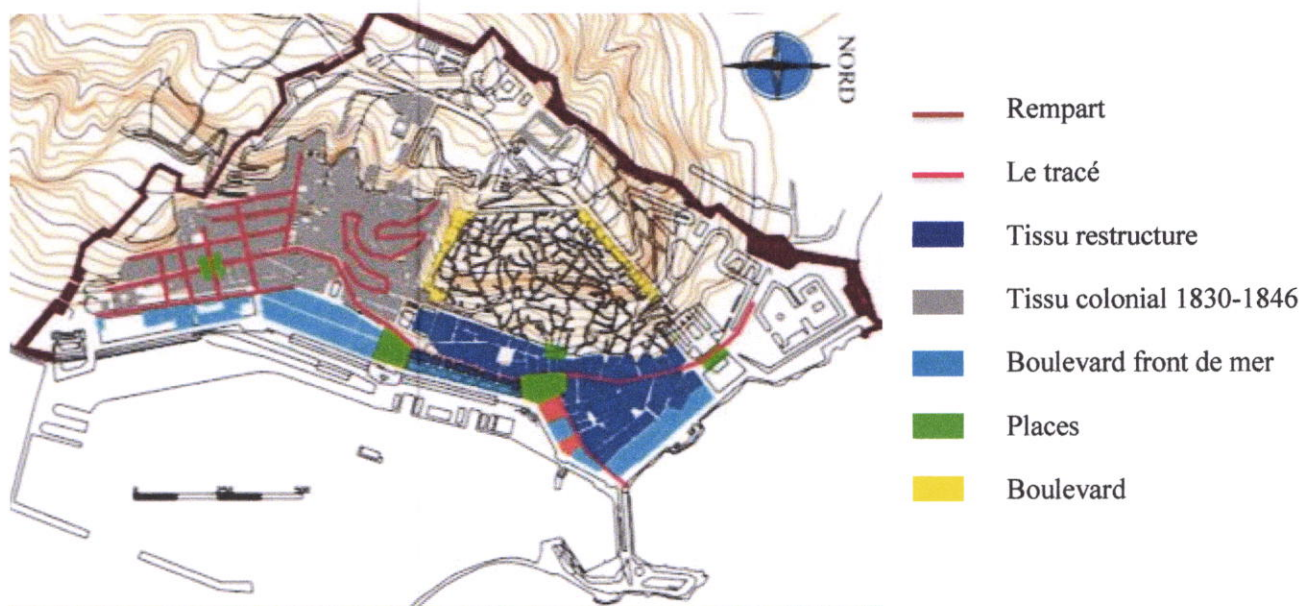 NORD
Rempart
Le tracé
Tissu restructure
Tissu colonial 1830-1846
Boulevard front de mer
Places
Boulevard